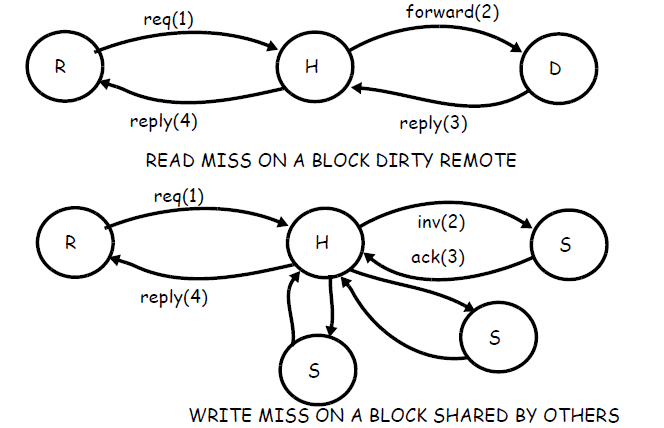 req(1)
forward(2)
R
H
D
reply(4)
reply(3)
READ MISS ON A BLOCK DIRTY REMOTE
req(1)
inv(2)
R
H
S
ack(3)
reply(4)
S
S
WRITE MISS ON A BLOCK SHARED BY OTHERS